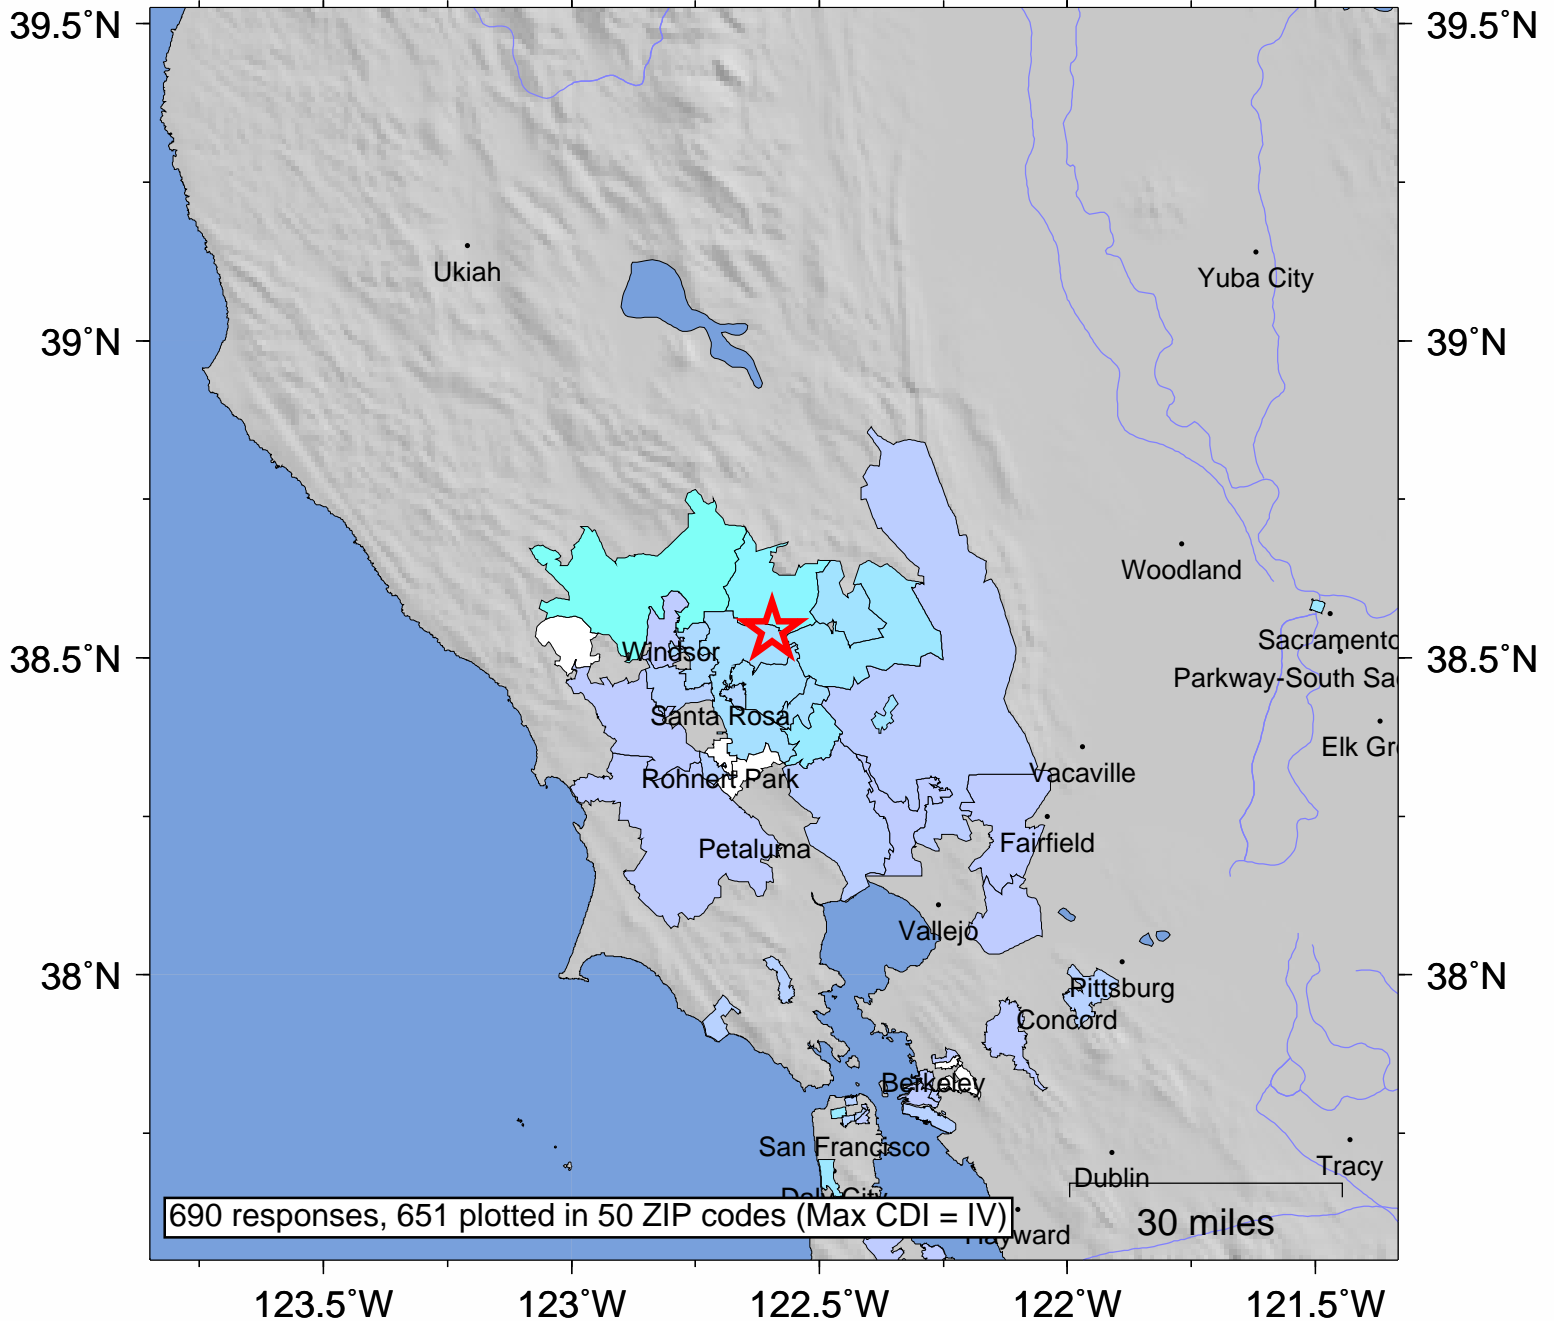 39.5˚N 39.5˚N
Ukiah
Yuba City
39˚N 39˚N
Woodland
Sacramento
38.5˚N 38.5˚N
Windsor
Parkway-South Sa
Santa Rosa
Elk Gr
Vacaville
Rohnert Park
Fairfield
Petaluma
Vallejo
38˚N 38˚N
Pittsburg
Concord
Berkeley
San Francisco
Tracy
Dublin
Daly City
690 responses, 651 plotted in 50 ZIP codes (Max CDI = IV)
30 miles
Hayward
123.5˚W 123˚W 122.5˚W 122˚W 121.5˚W